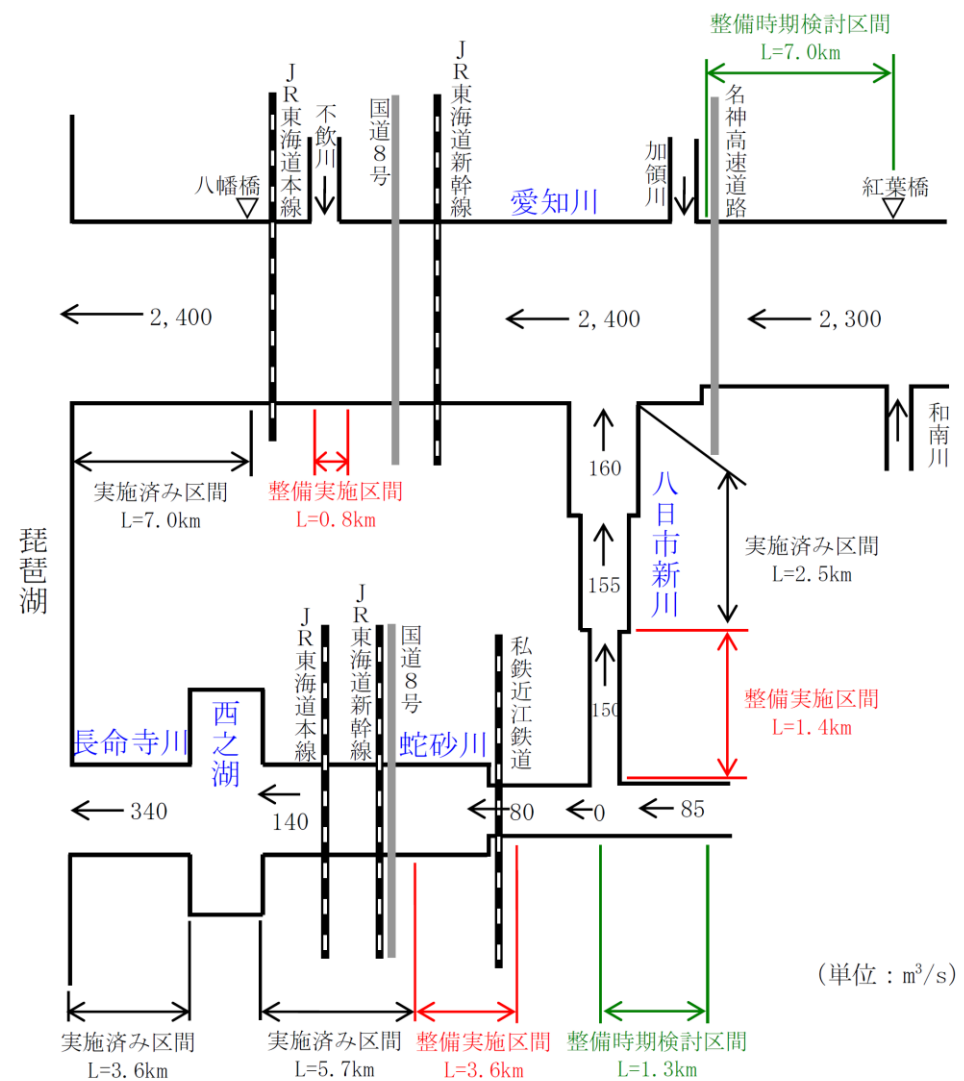 整備時期検討区間
L=7.0km
JR東海道本線
不飲川
国道8号
JR東海道新幹線
名神高速道路
加領川
八幡橋
愛知川
紅葉橋
2,400
2,400
2,300
和南川
160
実施済み区間
L=7.0km
整備実施区間
L=0.8km
八日市新川
実施済み区間
L=2.5km
琵琶湖
155
JR東海道本線
JR東海道新幹線
国道8号
私鉄近江鉄道
整備実施区間
L=1.4km
150
長命寺川
西之湖
蛇砂川
340
140
80
0
85
(単位:m³/s)
実施済み区間
L=3.6km
実施済み区間
L=5.7km
整備実施区間
L=3.6km
整備時期検討区間
L=1.3km